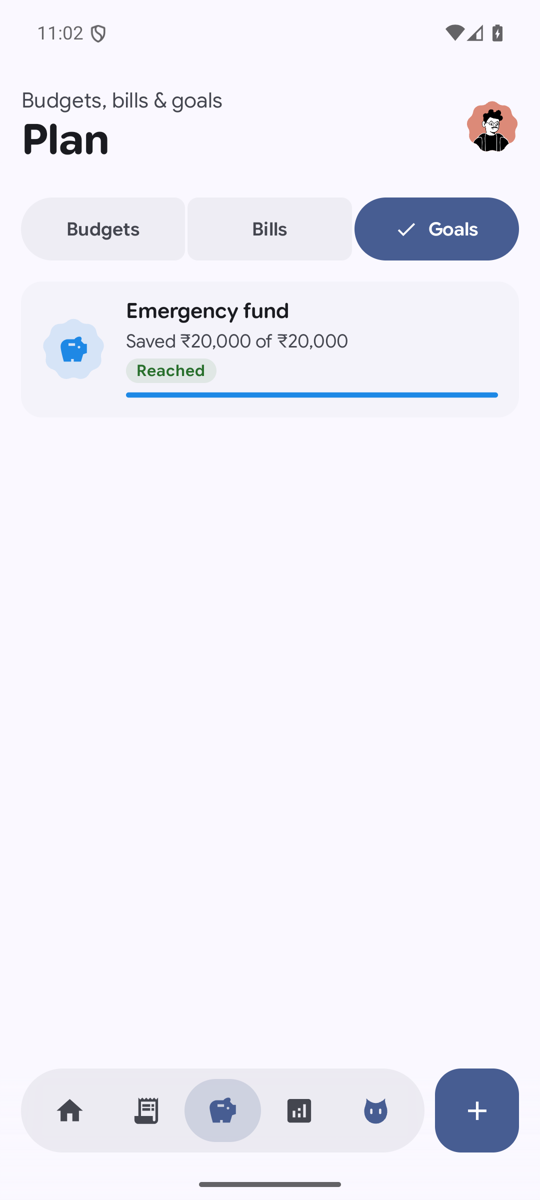 11:02
Budgets, bills & goals
Plan
Budgets
Bills
Goals
Emergency fund
Saved ₹20,000 of ₹20,000
Reached